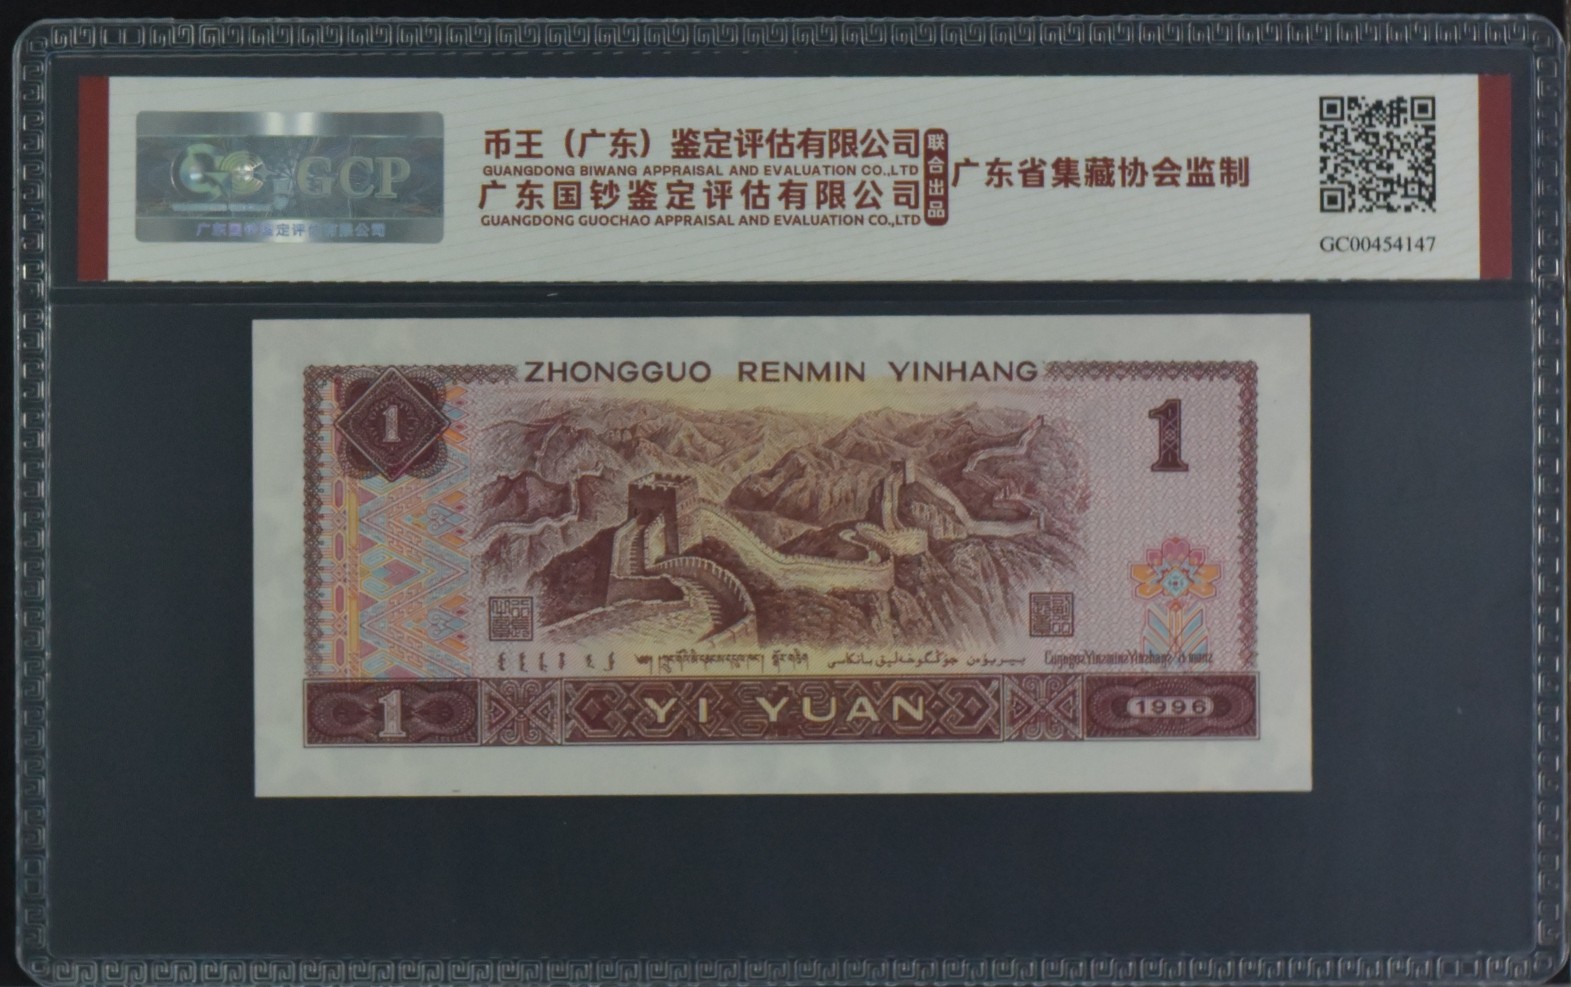 GCP
币王（广东）鉴定评估有限公司
GUANGDONG BIWANG APPRAISAL AND EVALUATION CO.,LTD
广东国钞鉴定评估有限公司
GUANGDONG GUOCHAO APPRAISAL AND EVALUATION CO.,LTD
联合出品
广东省集藏协会监制
GC00454147
ZHONGGUO RENMIN YINHANG
1
1
1
YI YUAN
1996